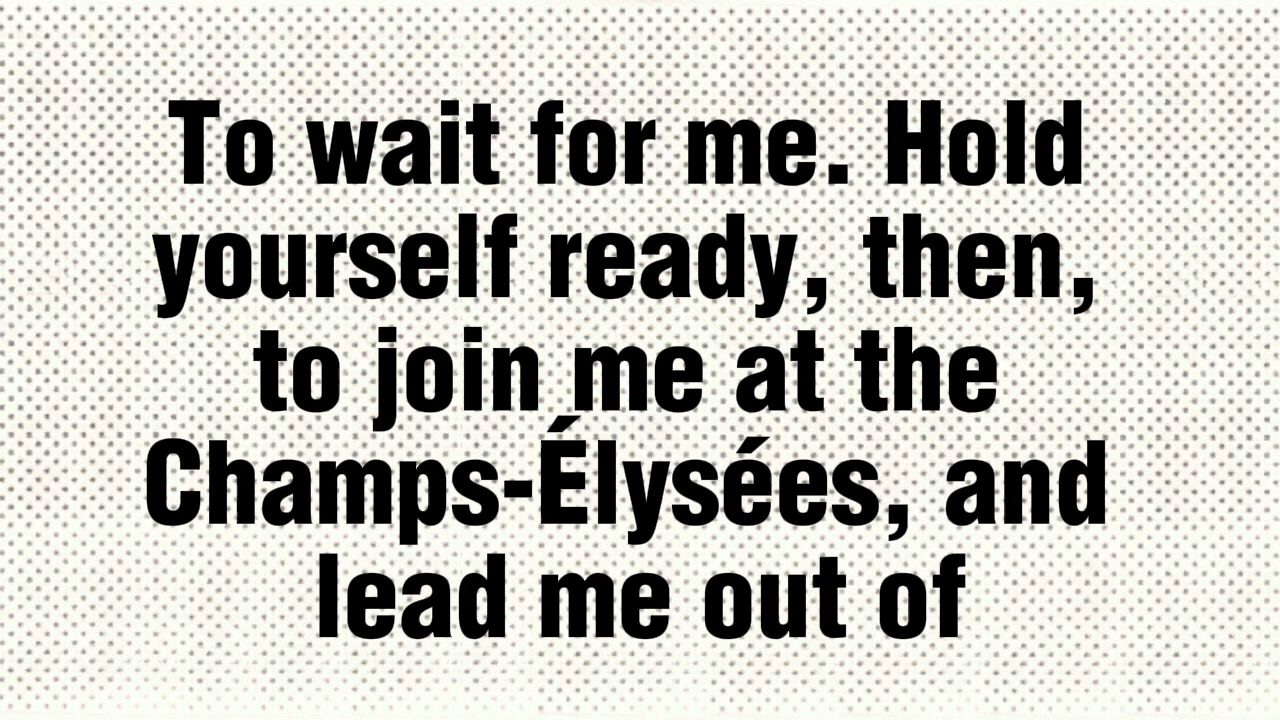 To wait for me. Hold
yourself ready, then,
to join me at the
Champs-Élysées, and
lead me out of